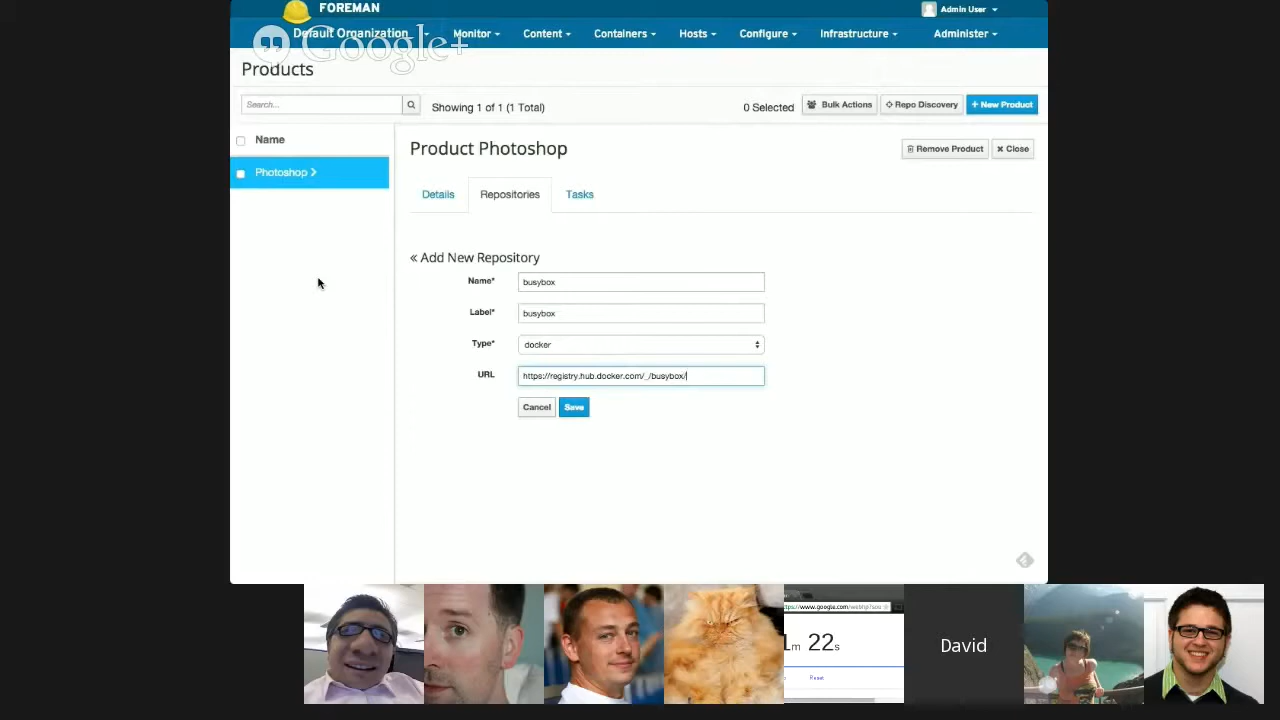 FOREMAN
Admin User
Default Organization Monitor Content Containers Hosts Configure Infrastructure Administer
Google+
Products
Search...
Showing 1 of 1 (1 Total)
0 Selected
Bulk Actions
Repo Discovery
+ New Product
Name
Photoshop
Product Photoshop
Remove Product
Close
Details
Repositories
Tasks
« Add New Repository
Name* busybox
Label* busybox
Type* docker
URL https://registry.hub.docker.com/_/busybox/
Cancel Save
1m 22s
Reset
David